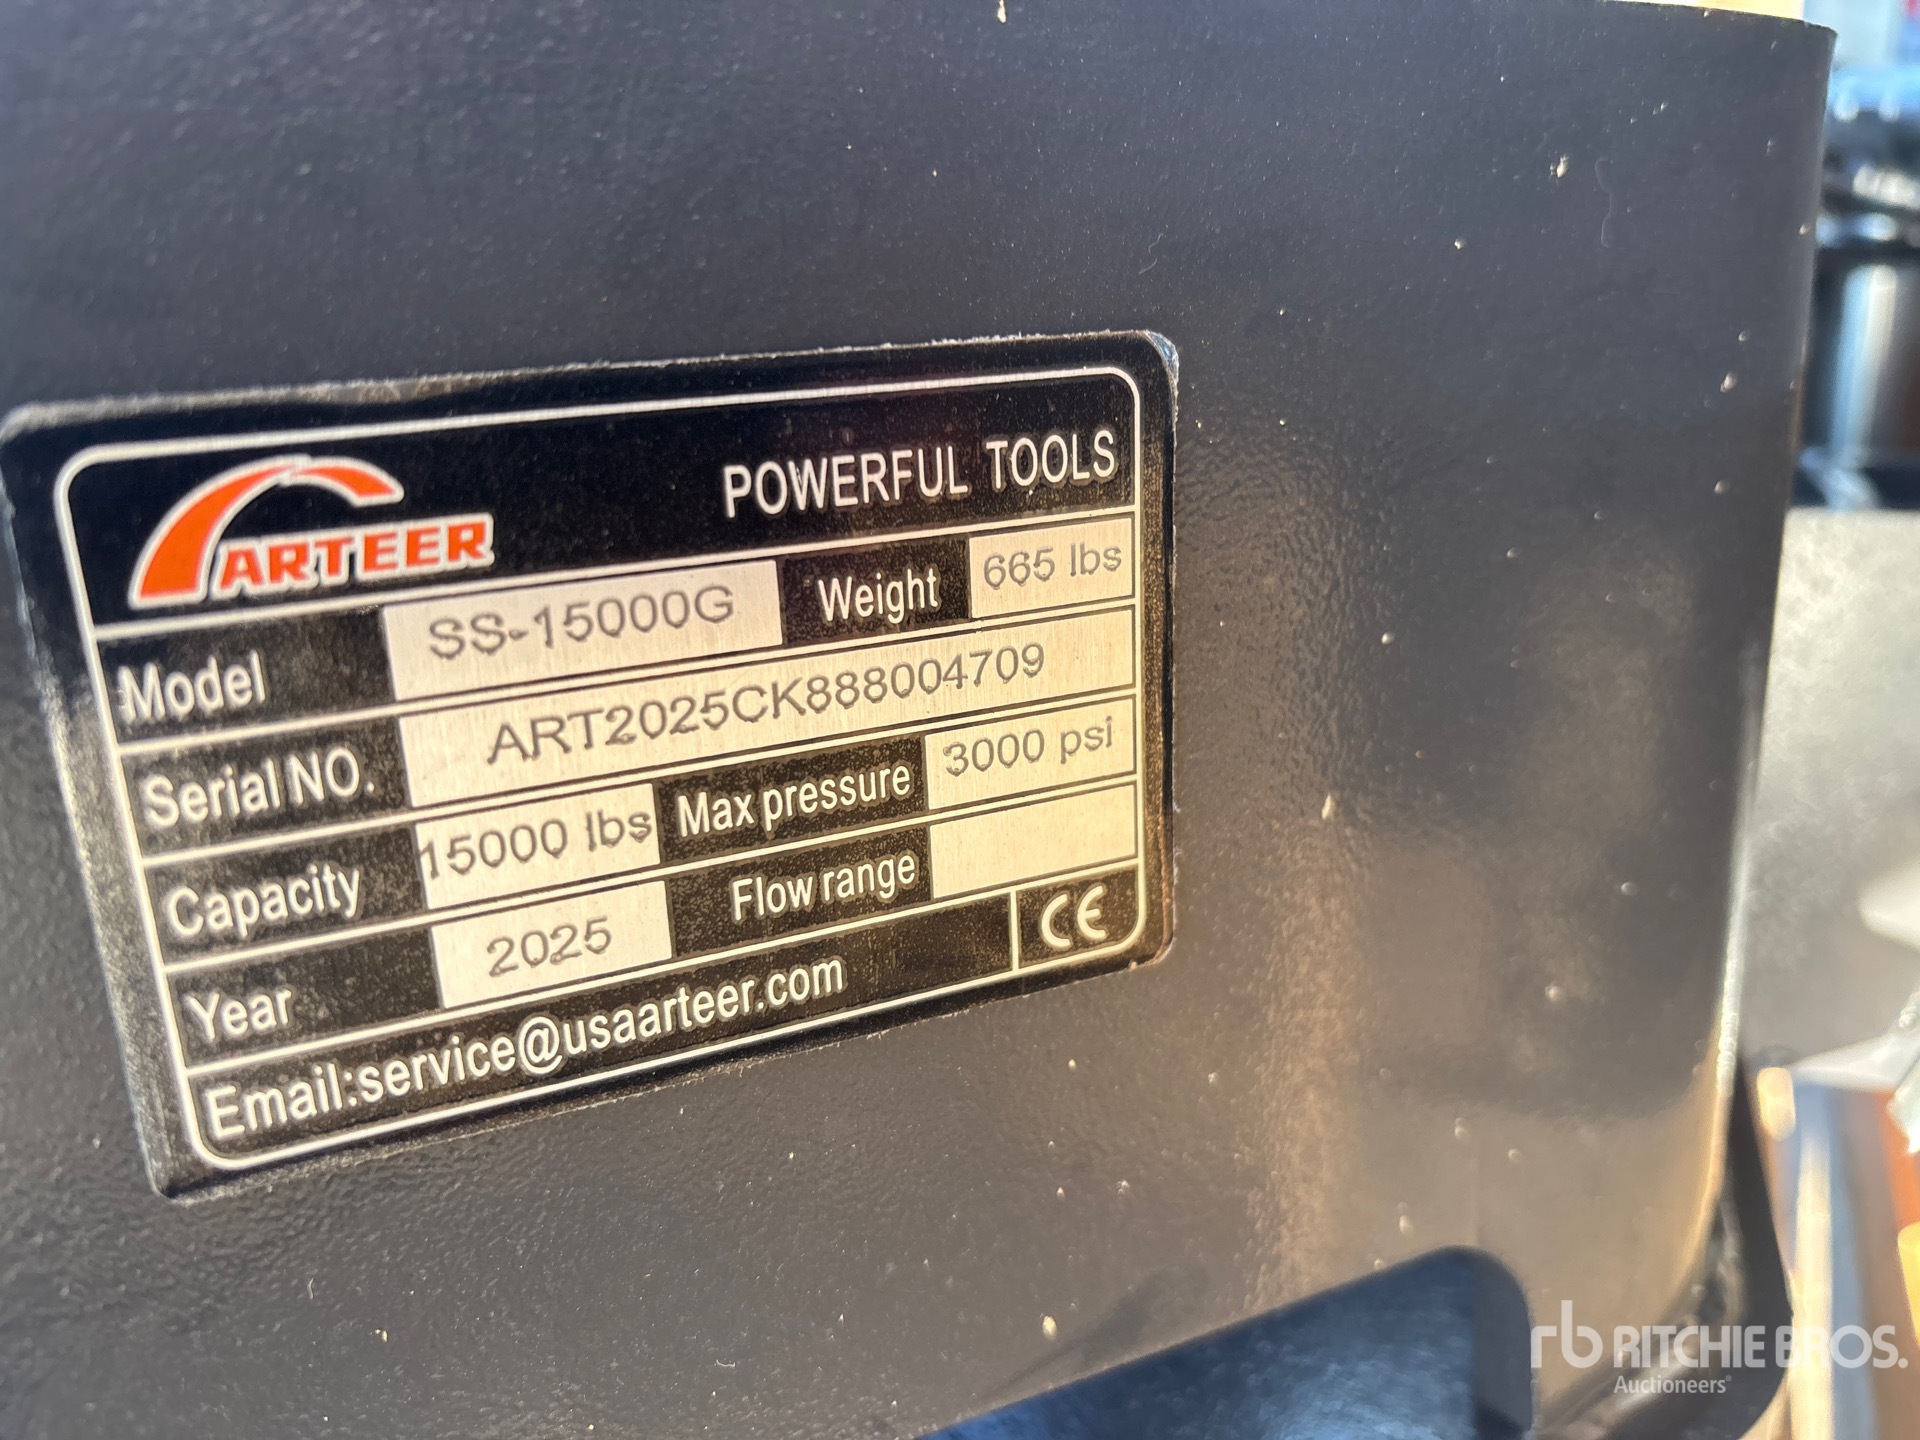 ARTEER
POWERFUL TOOLS
Model SS-15000G Weight 665 lbs
Serial NO. ART2025CK888004709
Capacity 15000 lbs Max pressure 3000 psi
Year 2025 Flow range
Email:service@usaarteer.com CE
rb RITCHIE BROS.
Auctioneers